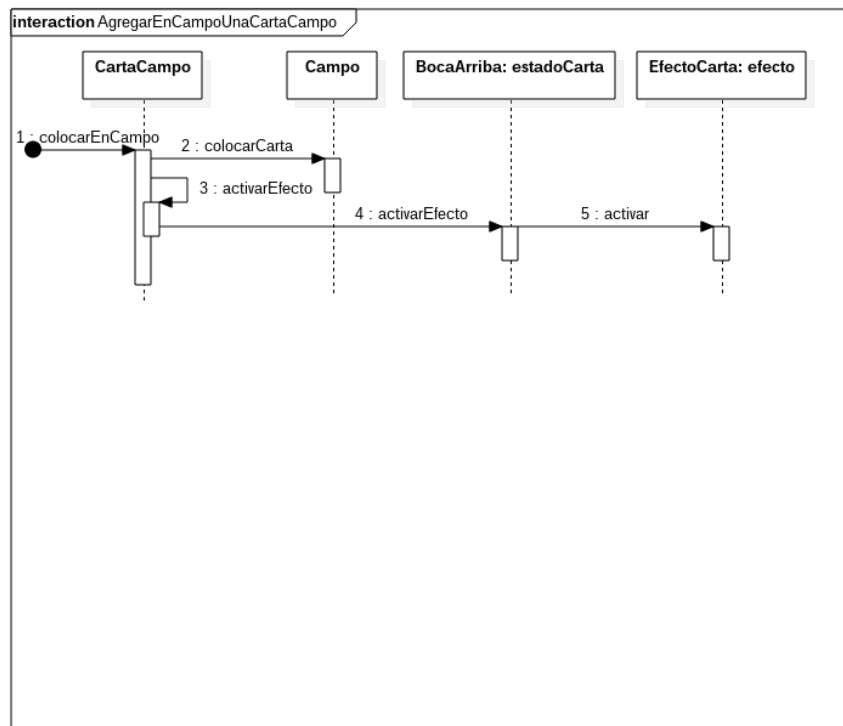 interaction AgregarEnCampoUnaCartaCampo
CartaCampo
Campo
BocaArriba: estadoCarta
EfectoCarta: efecto
1 : colocarEnCampo
2 : colocarCarta
3 : activarEfecto
4 : activarEfecto
5 : activar